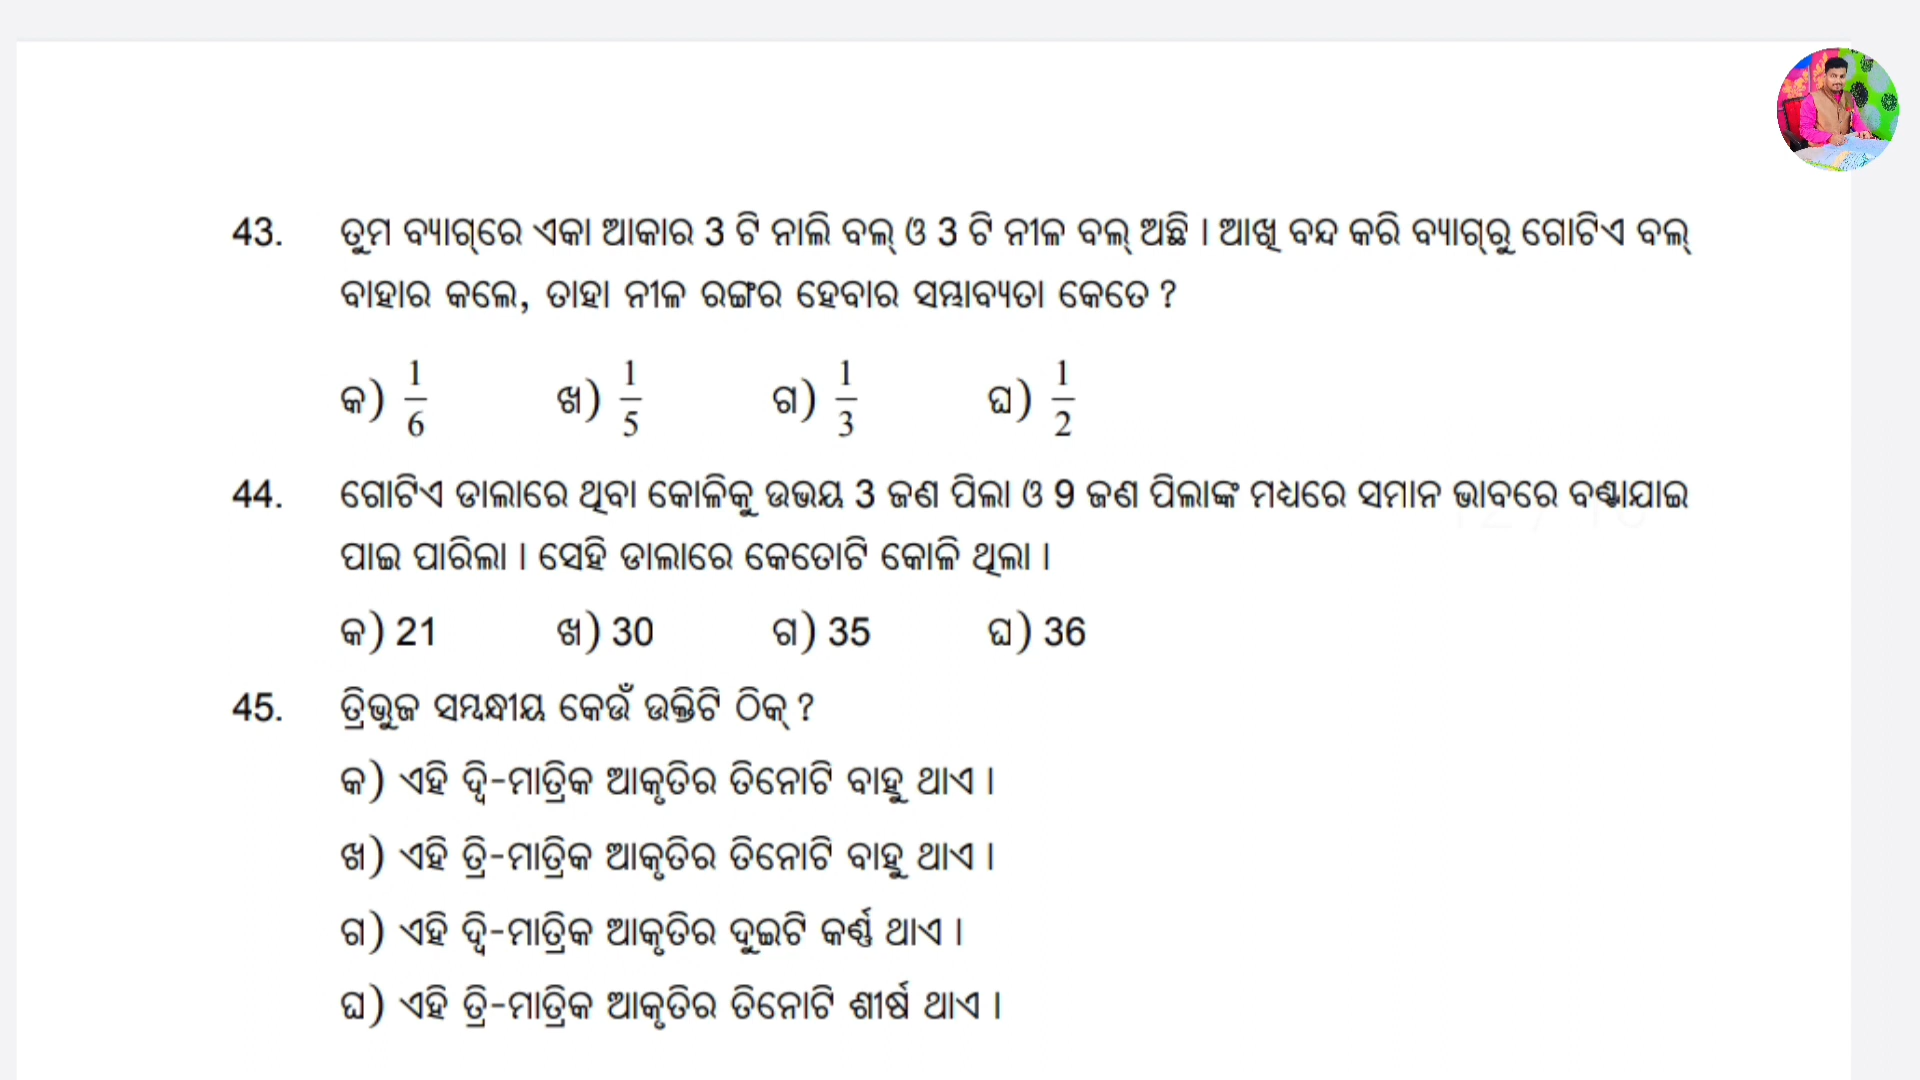 43. ତୁମ ବ୍ୟାଗ୍‌ରେ ଏକା ଆକାର 3 ଟି ନାଲି ବଲ୍ ଓ 3 ଟି ନୀଳ ବଲ୍ ଅଛି । ଆଖି ବନ୍ଦ କରି ବ୍ୟାଗ୍‌ରୁ ଗୋଟିଏ ବଲ୍
ବାହାର କଲେ, ତାହା ନୀଳ ରଙ୍ଗର ହେବାର ସମ୍ଭାବ୍ୟତା କେତେ ?
କ) 1/6 ଖ) 1/5 ଗ) 1/3 ଘ) 1/2
44. ଗୋଟିଏ ଡାଲାରେ ଥିବା କୋଳିକୁ ଉଭୟ 3 ଜଣ ପିଲା ଓ 9 ଜଣ ପିଲାଙ୍କ ମଧ୍ୟରେ ସମାନ ଭାବରେ ବଣ୍ଟାଯାଇ
ପାଇ ପାରିଲା । ସେହି ଡାଲାରେ କେତୋଟି କୋଳି ଥିଲା ।
କ) 21 ଖ) 30 ଗ) 35 ଘ) 36
45. ତ୍ରିଭୁଜ ସମ୍ବନ୍ଧୀୟ କେଉଁ ଉକ୍ତିଟି ଠିକ୍ ?
କ) ଏହି ଦ୍ୱି-ମାତ୍ରିକ ଆକୃତିର ତିନୋଟି ବାହୁ ଥାଏ ।
ଖ) ଏହି ତ୍ରି-ମାତ୍ରିକ ଆକୃତିର ତିନୋଟି ବାହୁ ଥାଏ ।
ଗ) ଏହି ଦ୍ୱି-ମାତ୍ରିକ ଆକୃତିର ଦୁଇଟି କର୍ଣ୍ଣ ଥାଏ ।
ଘ) ଏହି ତ୍ରି-ମାତ୍ରିକ ଆକୃତିର ତିନୋଟି ଶୀର୍ଷ ଥାଏ ।